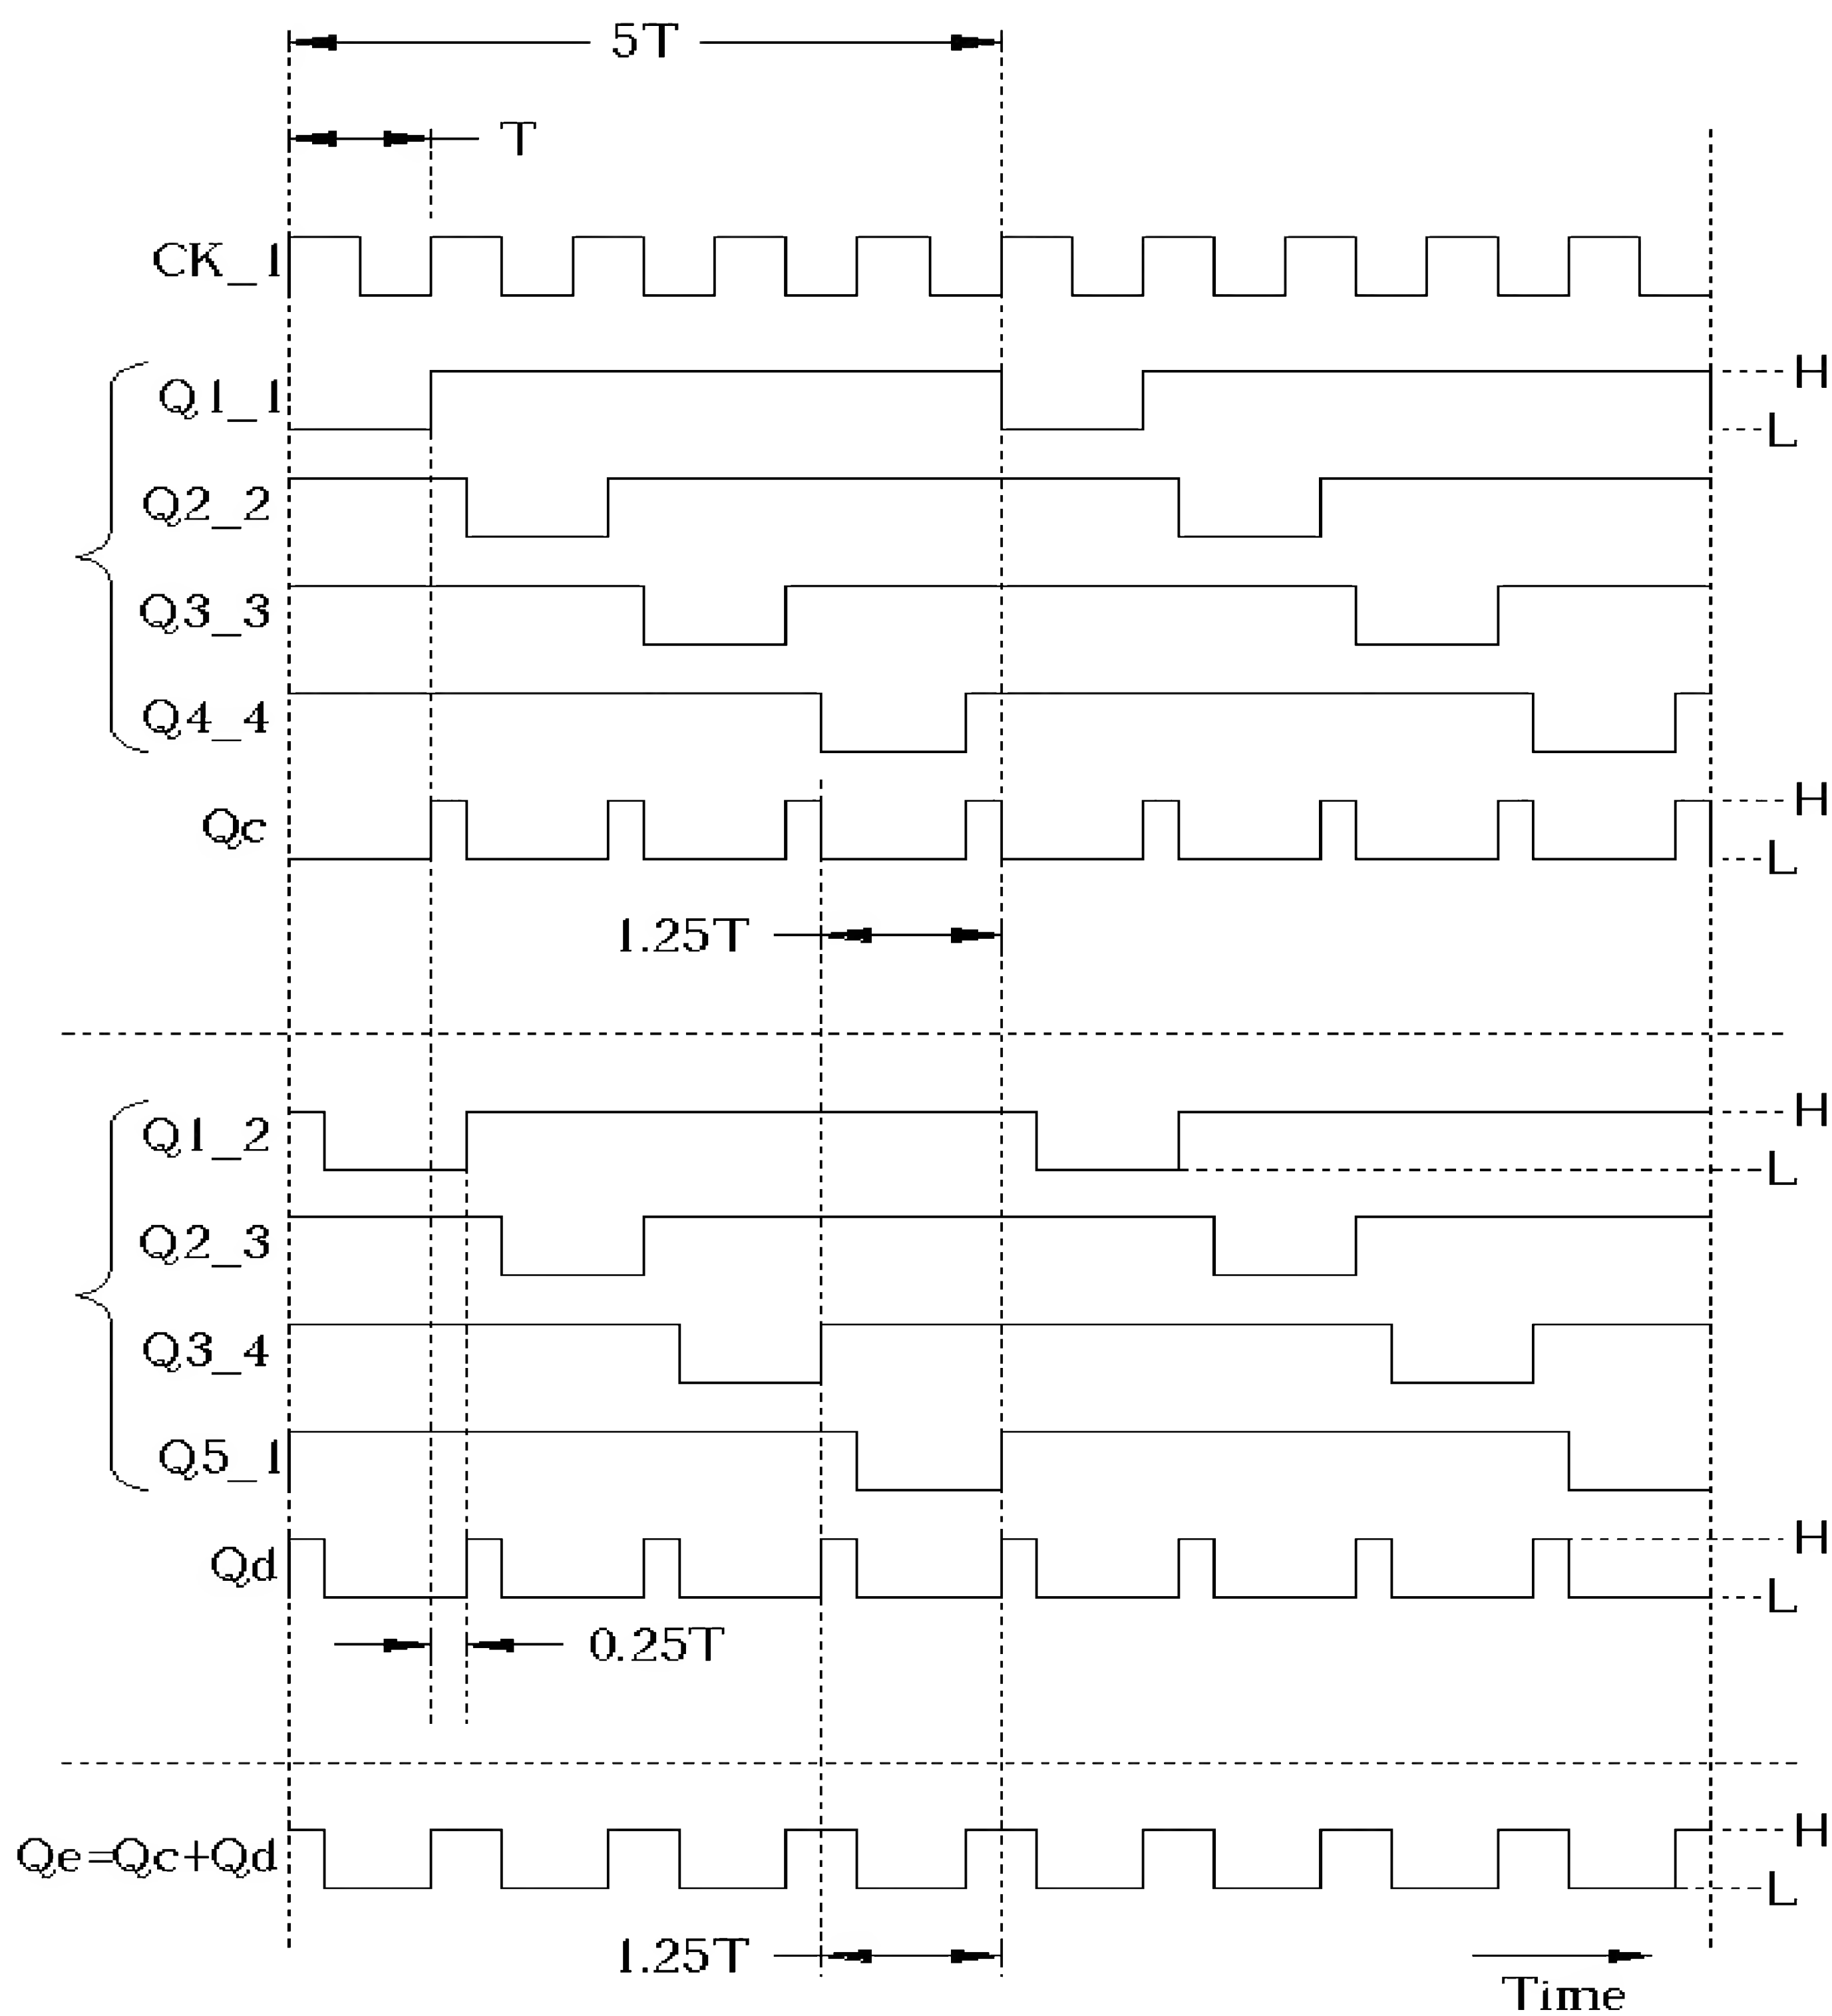 5T
T
CK_1
Q1_1 H
L
Q2_2
Q3_3
Q4_4
Qc H
L
1.25T
Q1_2 H
L
Q2_3
Q3_4
Q5_1
Qd H
L
0.25T
Qe=Qc+Qd H
L
1.25T
Time